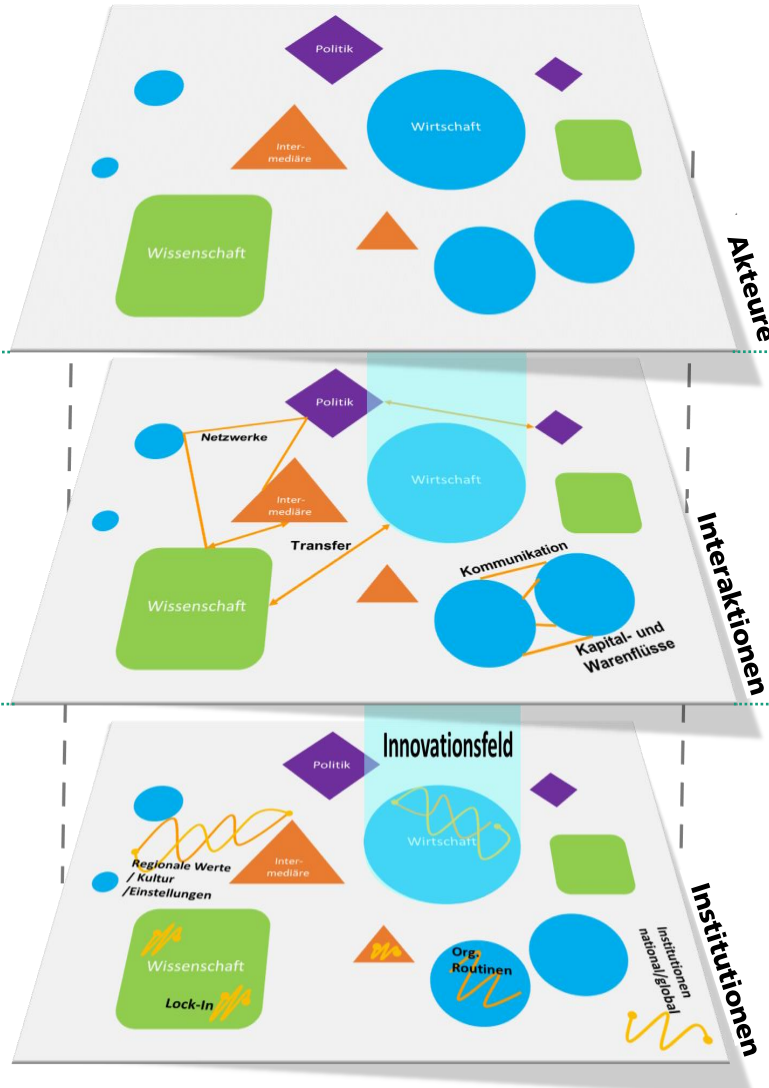 Politik
Wirtschaft
Inter-
mediäre
Wissenschaft
Akteure
Politik
Netzwerke
Wirtschaft
Inter-
mediäre
Transfer
Kommunikation
Wissenschaft
Kapital- und
Warenflüsse
Interaktionen
Innovationsfeld
Politik
Wirtschaft
Regionale Werte
/ Kultur
/Einstellungen
Inter-
mediäre
Wissenschaft
Lock-In
Org.
Routinen
Institutionen
national/global
Institutionen